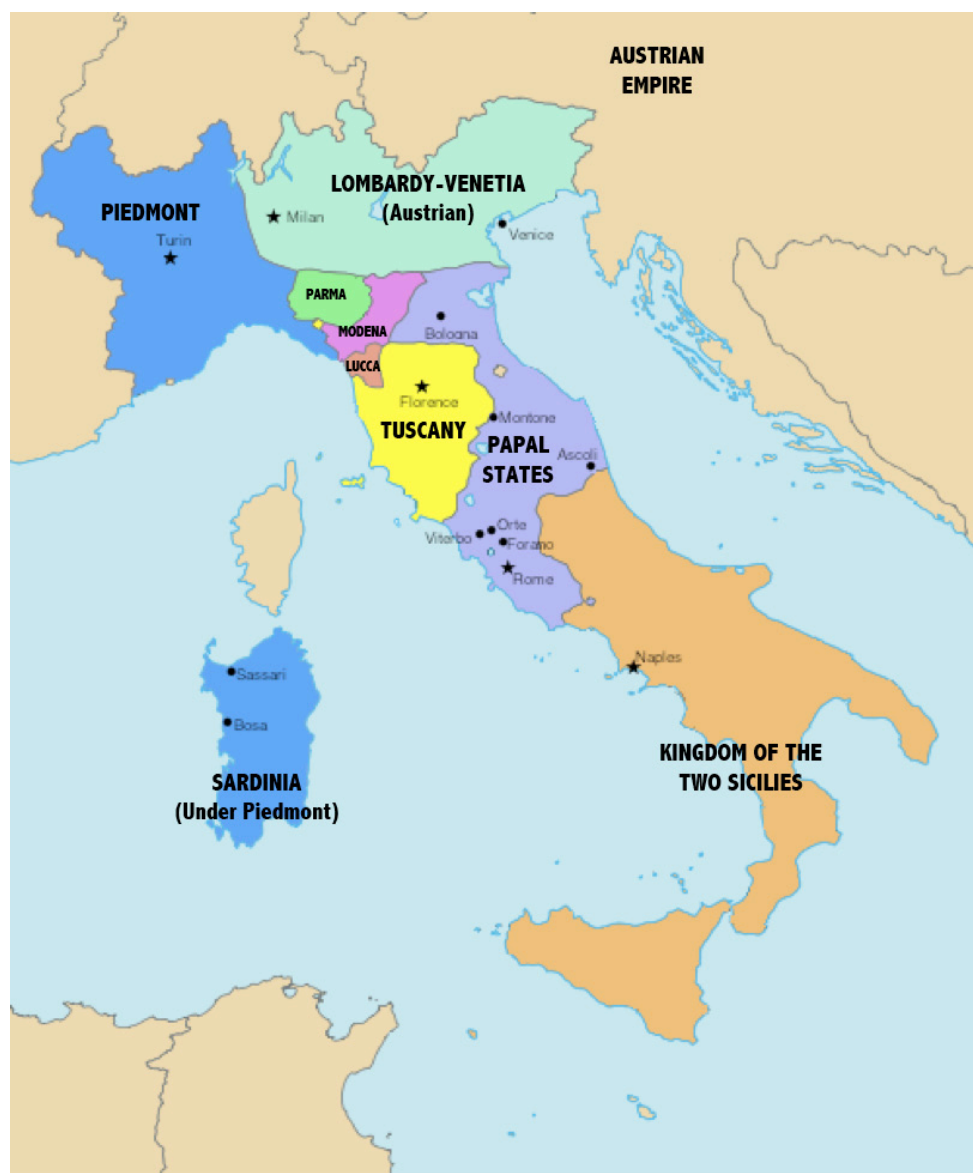 AUSTRIAN
EMPIRE
LOMBARDY-VENETIA
(Austrian)
PIEDMONT
Milan
Venice
Turin
PARMA
MODENA
Bologna
LUCCA
Florence
TUSCANY
Montone
PAPAL
STATES
Ascoli
Orte
Viterbo
Forano
Rome
Naples
Sassari
Bosa
KINGDOM OF THE
TWO SICILIES
SARDINIA
(Under Piedmont)